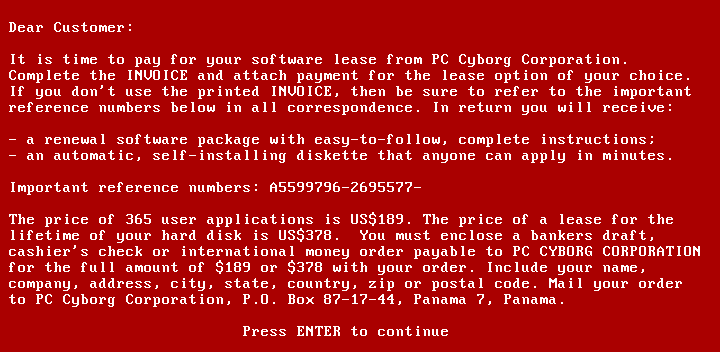 Dear Customer:
It is time to pay for your software lease from PC Cyborg Corporation.
Complete the INVOICE and attach payment for the lease option of your choice.
If you don't use the printed INVOICE, then be sure to refer to the important
reference numbers below in all correspondence. In return you will receive:
- a renewal software package with easy-to-follow, complete instructions;
- an automatic, self-installing diskette that anyone can apply in minutes.
Important reference numbers: A5599796-2695577-
The price of 365 user applications is US$189. The price of a lease for the
lifetime of your hard disk is US$378.  You must enclose a bankers draft,
cashier's check or international money order payable to PC CYBORG CORPORATION
for the full amount of $189 or $378 with your order. Include your name,
company, address, city, state, country, zip or postal code. Mail your order
to PC Cyborg Corporation, P.O. Box 87-17-44, Panama 7, Panama.
Press ENTER to continue